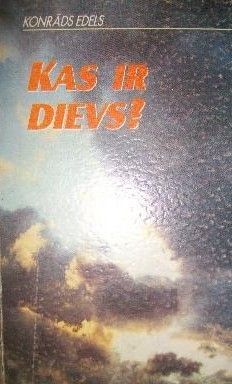 KONRĀDS EDELS
KAS IR
DIEVS?